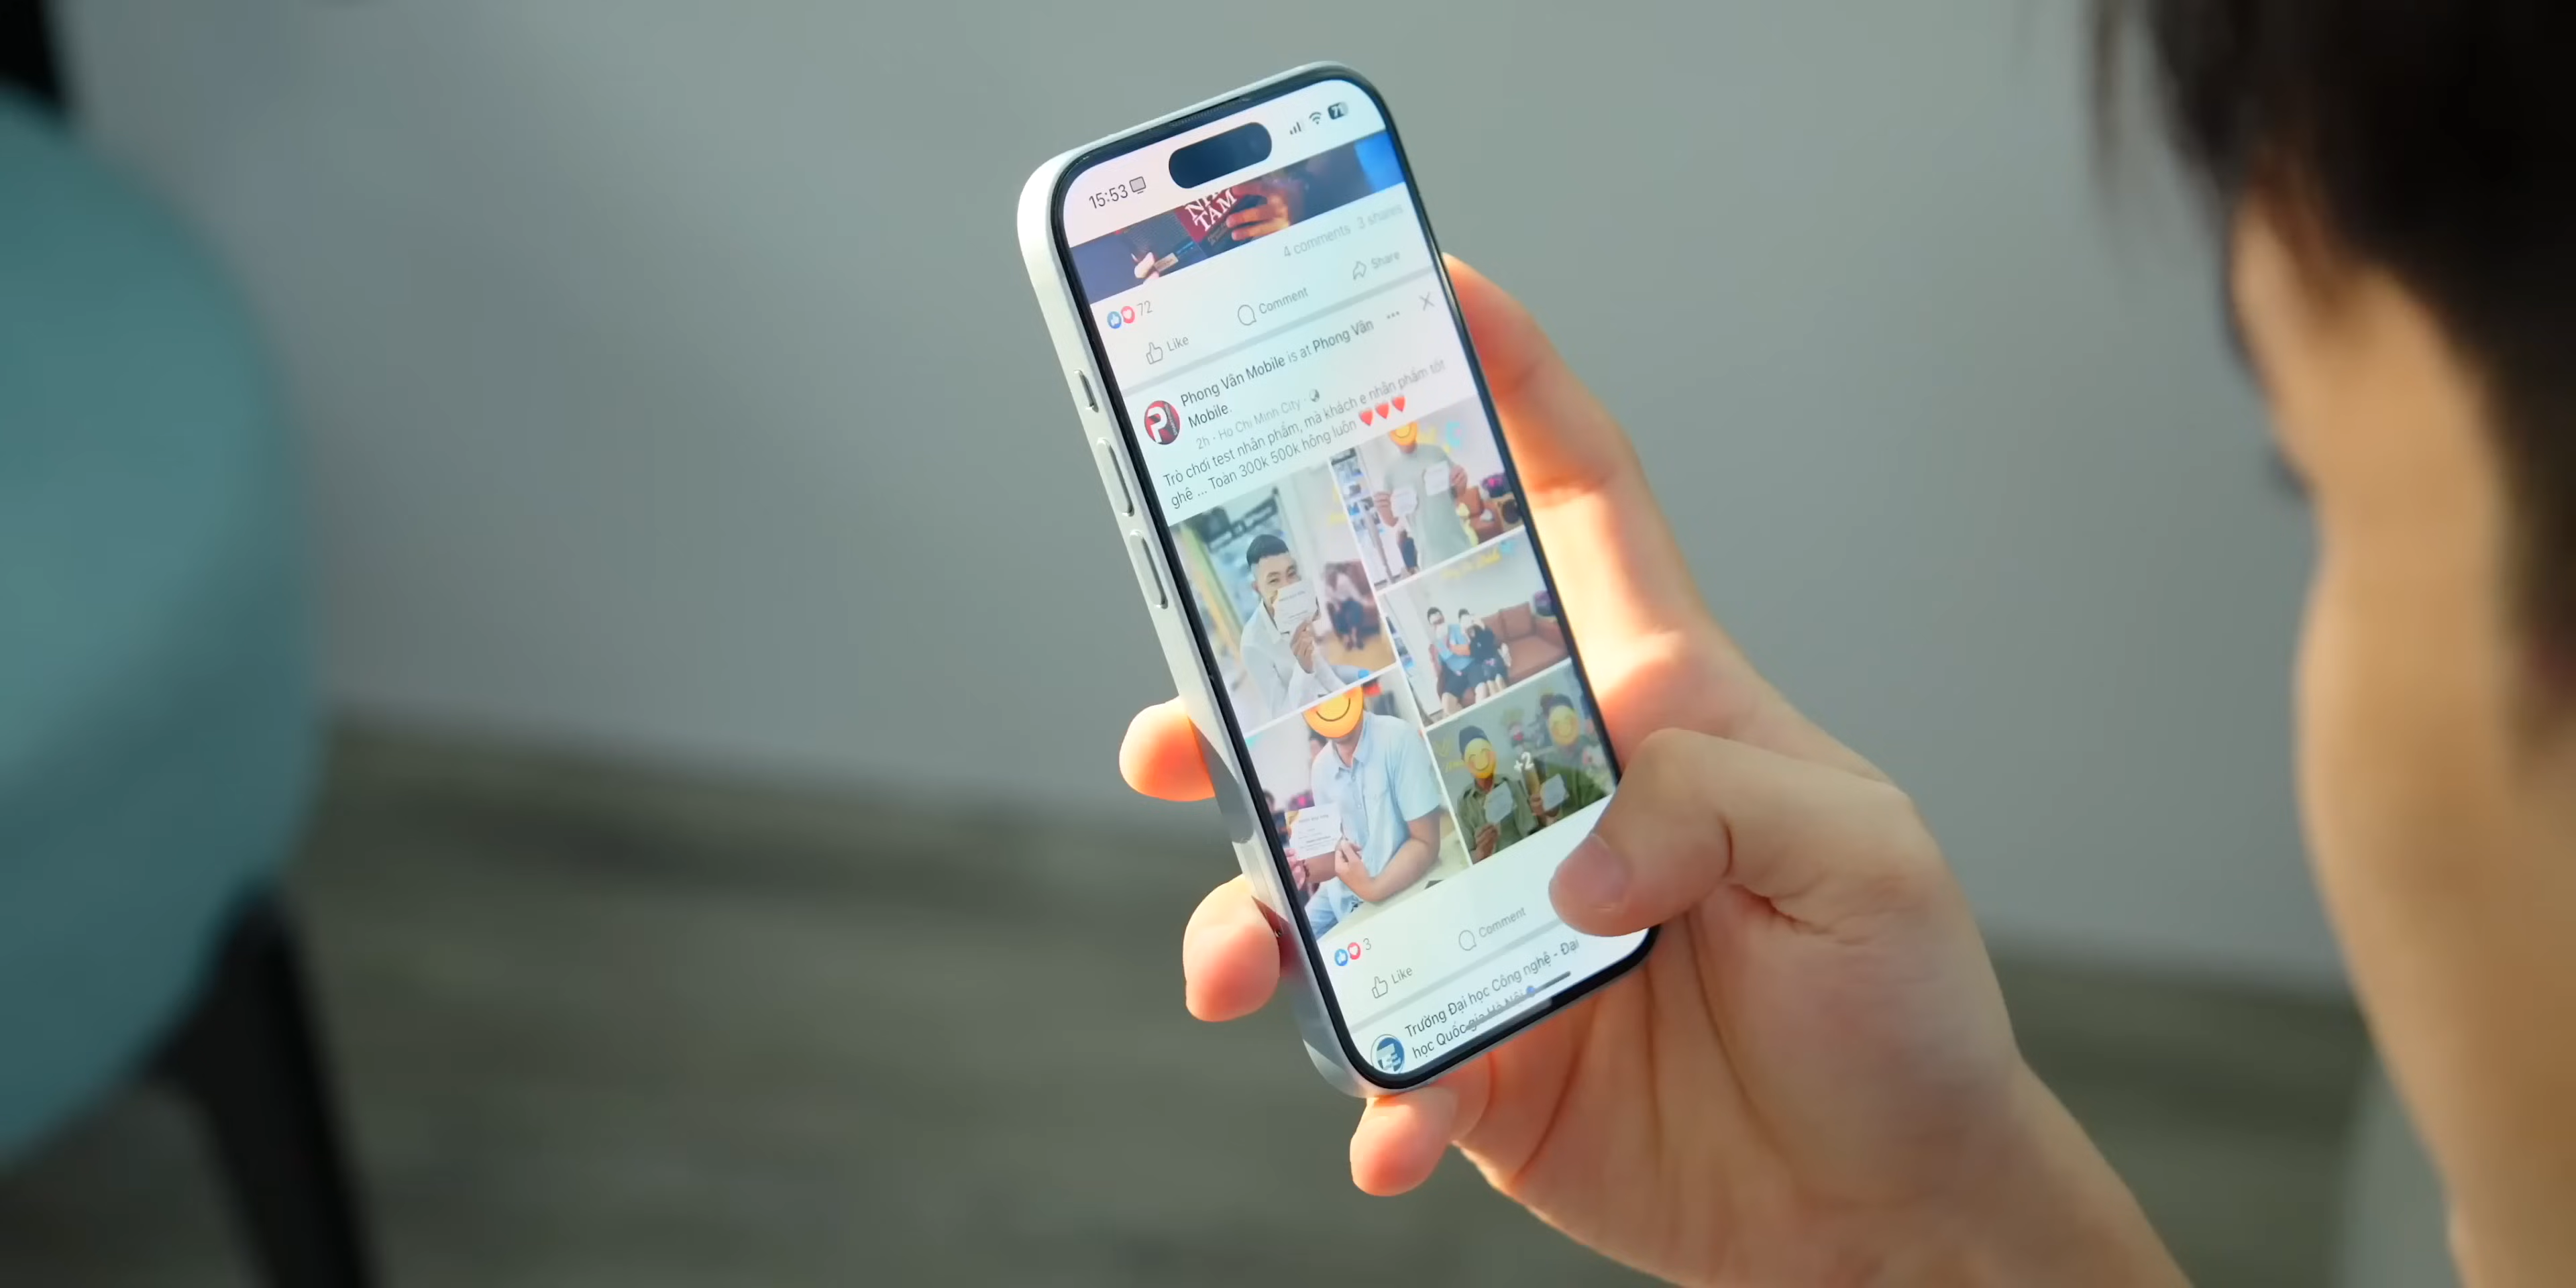 15:53
71
TAM
4 comments 3 shares
72
Like
Comment
Share
Phong Vân Mobile is at Phong Vân
Mobile.
2h · Ho Chi Minh City ·
Trò chơi test nhân phẩm, mà khách e nhân phẩm tốt
ghê ... Toàn 300k 500k hông luôn ❤️❤️❤️
+2
3
Like
Comment
Trường Đại học Công nghệ - Đại
học Quốc gia Hà Nội